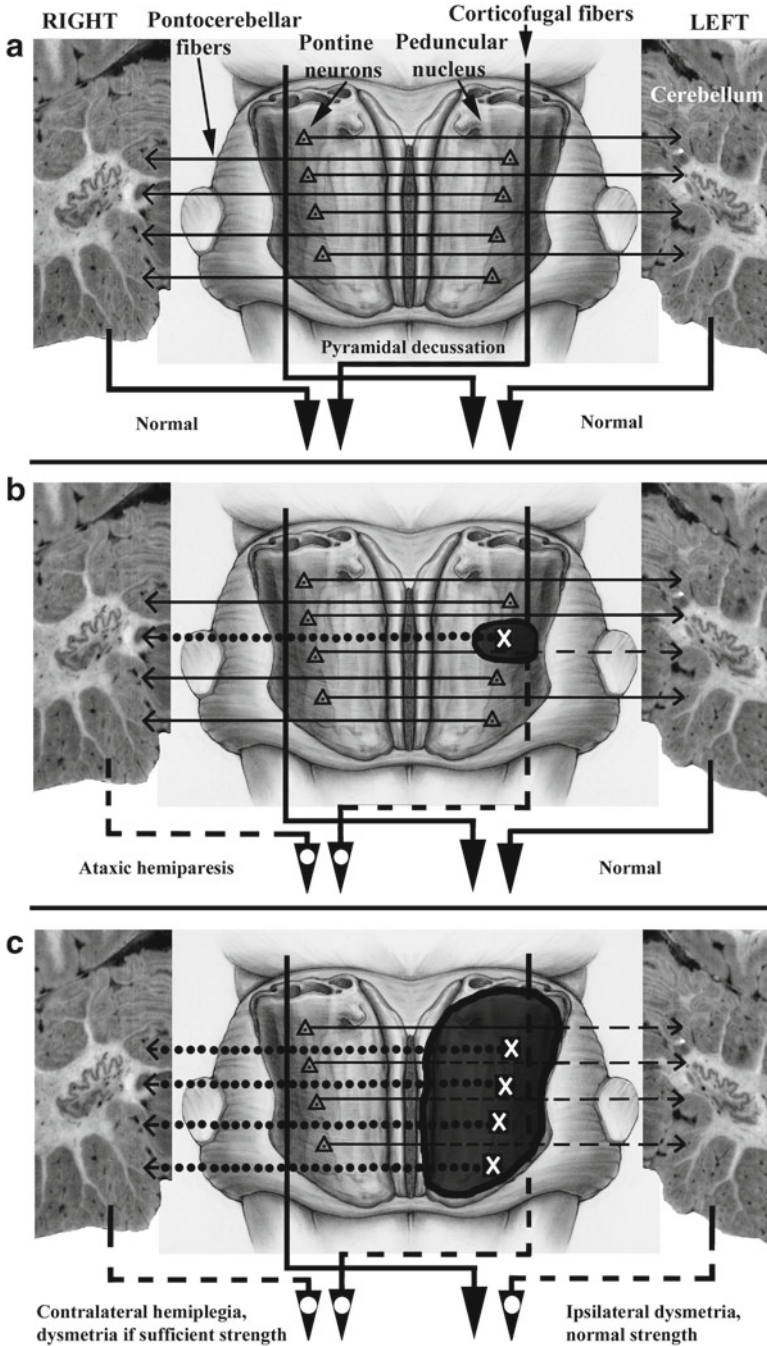 RIGHT
Pontocerebellar
fibers
Pontine
neurons
Peduncular
nucleus
Corticofugal fibers
LEFT
a
Cerebellum
Pyramidal decussation
Normal
Normal
b
X
Ataxic hemiparesis
Normal
c
X
X
X
X
Contralateral hemiplegia,
dysmetria if sufficient strength
Ipsilateral dysmetria,
normal strength